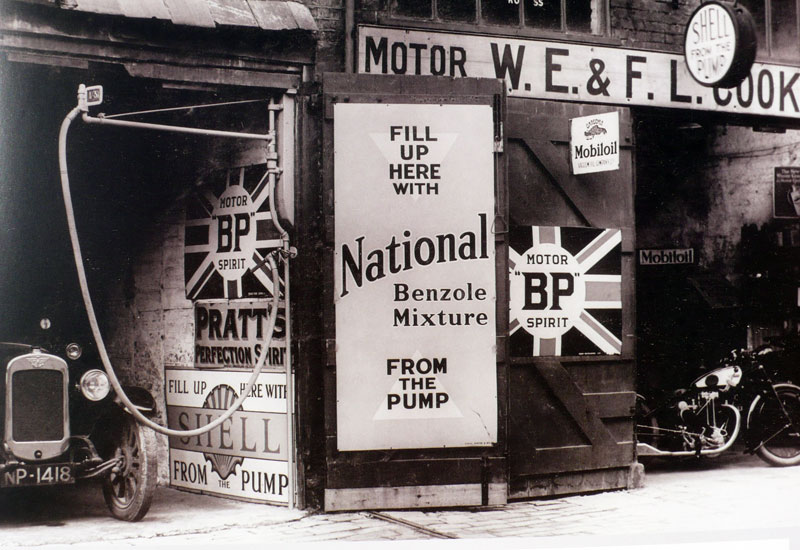 MOTOR W. E. & F. L. COOK
SHELL
FROM THE
PUMP
FILL
UP
HERE
WITH
National
Benzole
Mixture
FROM
THE
PUMP
Mobiloil
MOTOR
"BP"
SPIRIT
MOTOR
"BP"
SPIRIT
PRATT'S
PERFECTION SPIRIT
FILL UP HERE WITH
SHELL
FROM THE PUMP
Mobiloil
NP·1418